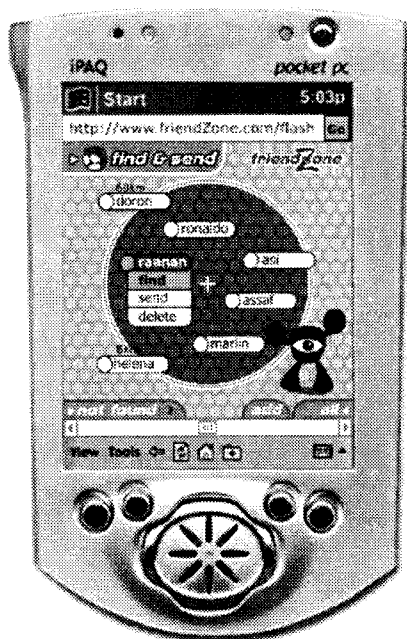 iPAQ pocket pc
Start 5:03p
http://www.friendZone.com/flash Go
find & send friendZone
doron
ronaldo
raanan
asi
find
send
assaf
delete
helena
not found add
View Tools